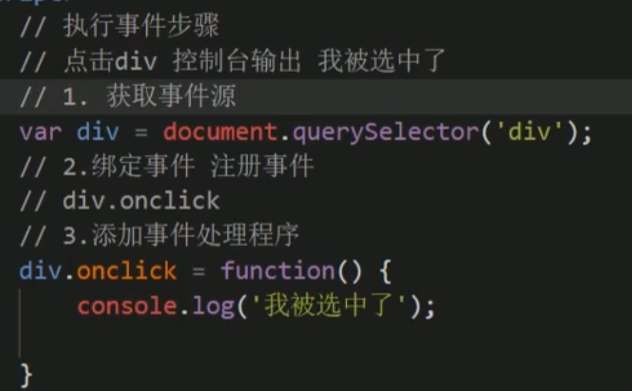 // 执行事件步骤
// 点击div 控制台输出 我被选中了
// 1. 获取事件源
var div = document.querySelector('div');
// 2.绑定事件 注册事件
// div.onclick
// 3.添加事件处理程序
div.onclick = function() {
console.log('我被选中了');
}